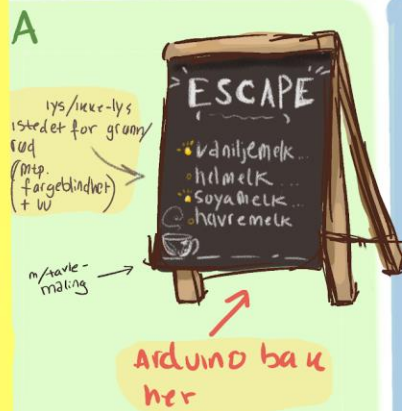 A
lys/ikke-lys
istedet for grønn/
rød
(mtp.
fargeblindhet)
+ UU
m/tavle-
maling
ESCAPE
vaniljemelk...
helmelk....
soyamelk...
havremelk
Arduino bak
her